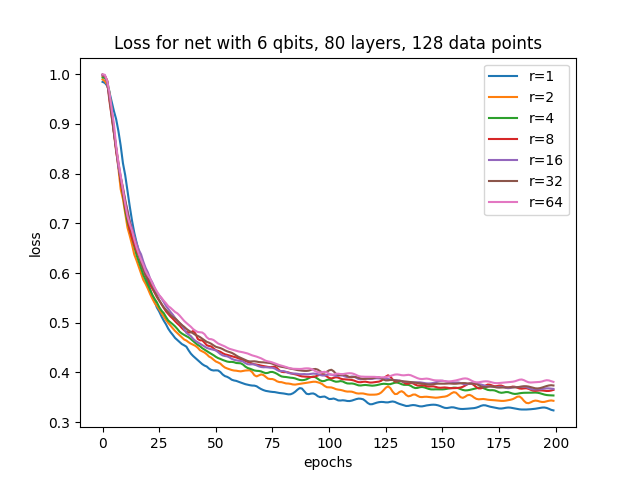 Loss for net with 6 qbits, 80 layers, 128 data points
loss
1.0
0.9
0.8
0.7
0.6
0.5
0.4
0.3
r=1
r=2
r=4
r=8
r=16
r=32
r=64
0 25 50 75 100 125 150 175 200
epochs